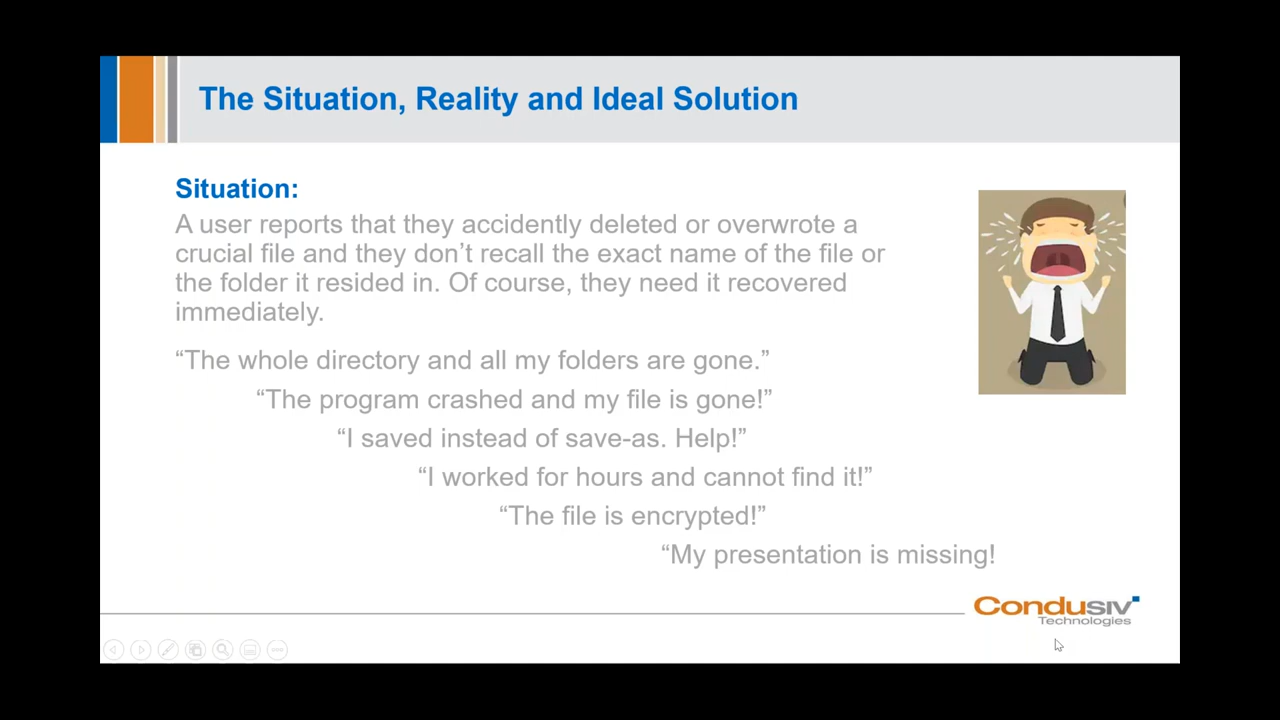 The Situation, Reality and Ideal Solution
Situation:
A user reports that they accidently deleted or overwrote a
crucial file and they don’t recall the exact name of the file or
the folder it resided in. Of course, they need it recovered
immediately.
“The whole directory and all my folders are gone.”
“The program crashed and my file is gone!”
“I saved instead of save-as. Help!”
“I worked for hours and cannot find it!”
“The file is encrypted!”
“My presentation is missing!
Condusiv
Technologies